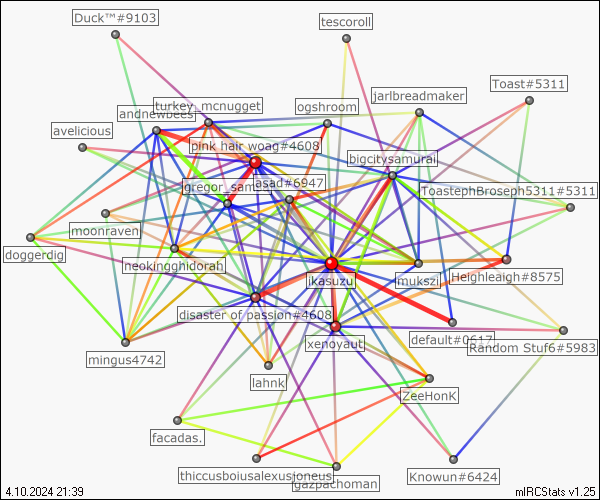 Duck™#9103
tescoroll
Toast#5311
turkey_mcnugget
ogshroom
jarlbreadmaker
andnewbees
avelicious
pink hair woag#4608
bigcitysamurai
gregor_sam
asad#6947
ToastephBroseph5311#5311
moonraven
doggerdig
neokinghidorah
ikasuzu
mukszi
Heighleigh#8575
disaster of passion#4608
xenoyaut
default#0617
Random Stuf6#5983
mingus4742
lahnk
ZeeHonK
facadas.
thiccusboiusalexusjoneus
gazpachoman
Knowun#6424
4.10.2024 21:39
mIRCStats v1.25